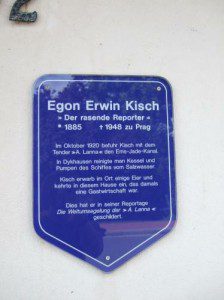 Egon Erwin Kisch
» Der rasende Reporter «
* 1885 † 1948 zu Prag
Im Oktober 1920 befuhr Kisch mit dem
Tender »A. Lanna« den Ems-Jade-Kanal.
In Dykhausen reinigte man Kessel und
Pumpen des Schiffes vom Salzwasser.
Kisch erwarb im Ort einige Eier und
kehrte in diesem Hause ein, das damals
eine Gastwirtschaft war.
Dies hat er in seiner Reportage
Die Weltumsegelung der » A. Lanna «
geschildert.